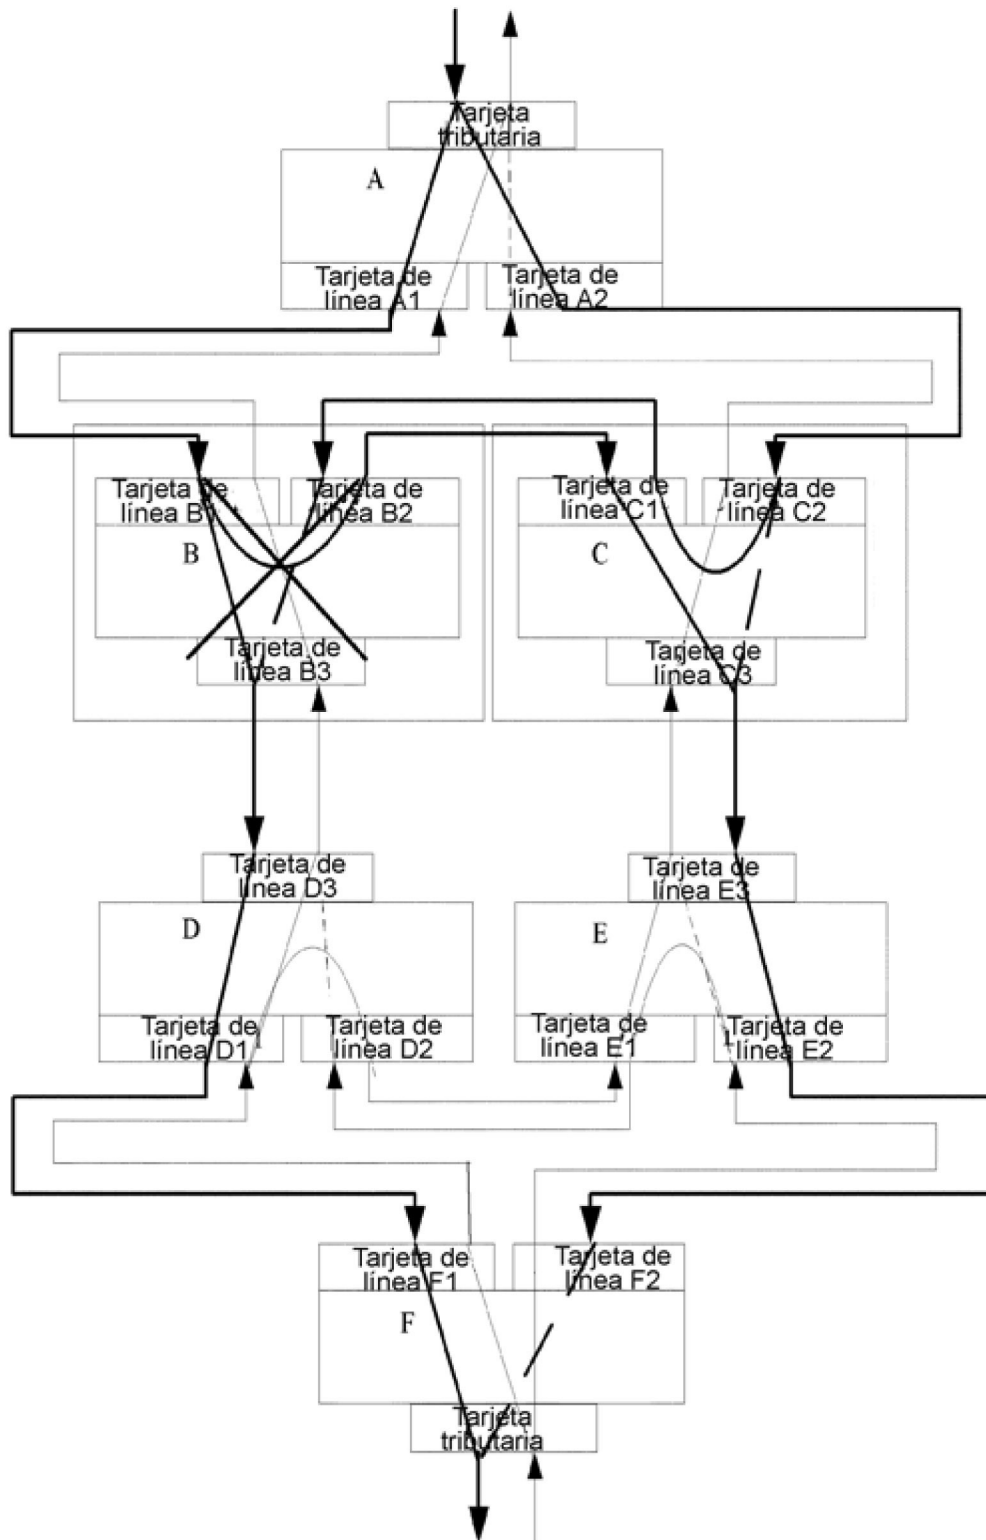 Tarjeta
tributaria
A
Tarjeta de
línea A1
Tarjeta de
línea A2
Tarjeta de
línea B1
Tarjeta de
línea B2
Tarjeta de
línea C1
Tarjeta de
línea C2
B
C
Tarjeta de
línea B3
Tarjeta de
línea C3
Tarjeta de
línea D3
Tarjeta de
línea E3
D
E
Tarjeta de
línea D1
Tarjeta de
línea D2
Tarjeta de
línea E1
Tarjeta de
línea E2
Tarjeta de
línea F1
Tarjeta de
línea F2
F
Tarjeta
tributaria